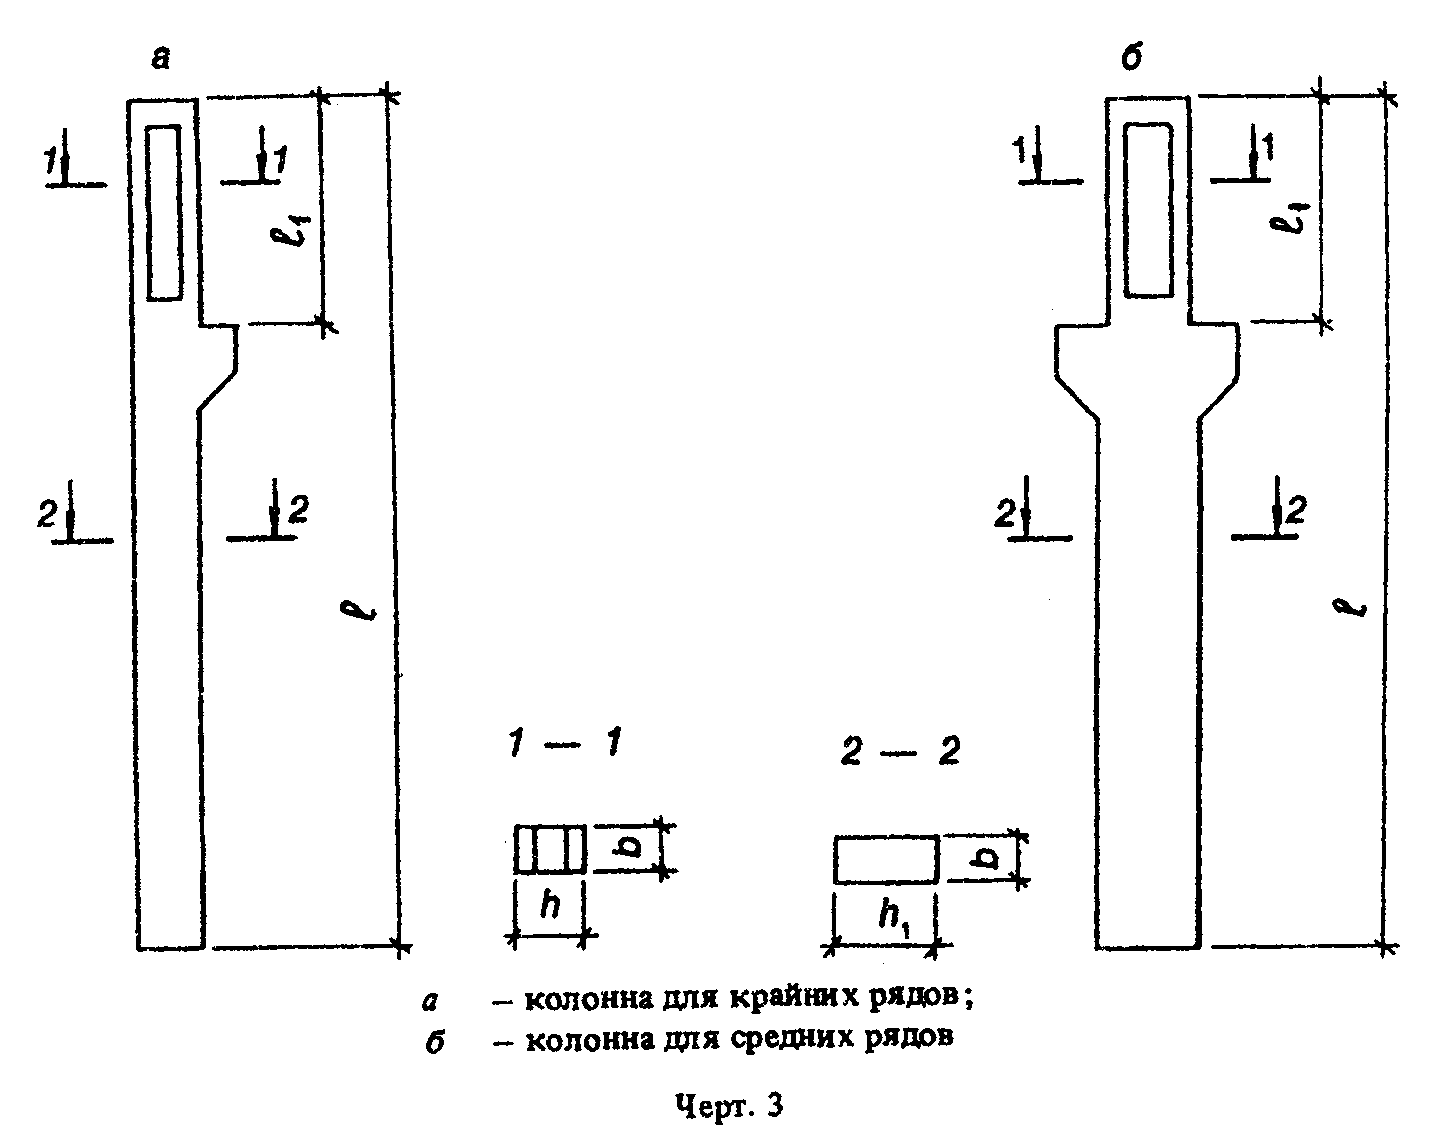 а
б
1 1
ℓ₁
1 1
ℓ₁
2 2
2 2
ℓ
ℓ
1 — 1
2 — 2
b
h
b
h₁
а – колонна для крайних рядов;
б – колонна для средних рядов
Черт. 3